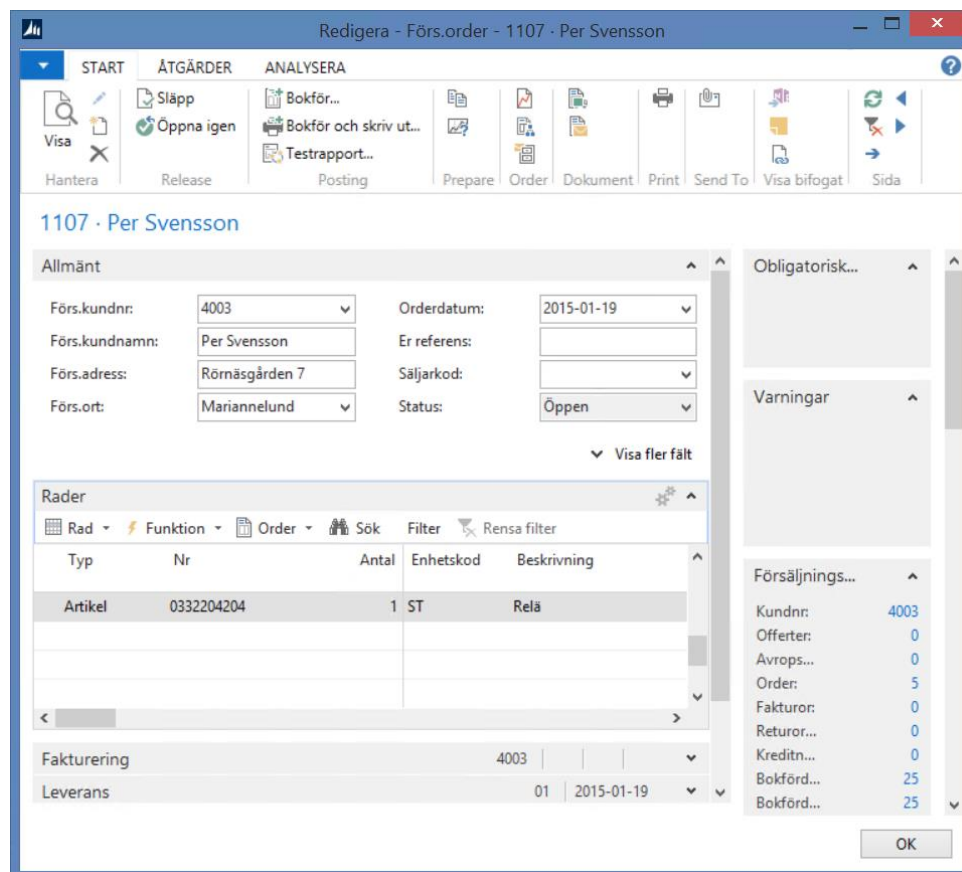 Redigera - Förs.order - 1107 · Per Svensson
START ÅTGÄRDER ANALYSERA
Visa
Släpp
Öppna igen
Bokför...
Bokför och skriv ut...
Testrapport...
Hantera Release Posting Prepare Order Dokument Print Send To Visa bifogat Sida
1107 · Per Svensson
Allmänt
Förs.kundnr: 4003
Förs.kundnamn: Per Svensson
Förs.adress: Rörnäsgården 7
Förs.ort: Mariannelund
Orderdatum: 2015-01-19
Er referens:
Säljarkod:
Status: Öppen
Visa fler fält
Rader
Rad Funktion Order Sök Filter Rensa filter
Typ Nr Antal Enhetskod Beskrivning
Artikel 0332204204 1 ST Relä
Fakturering 4003
Leverans 01 2015-01-19
Obligatorisk...
Varningar
Försäljnings...
Kundnr: 4003
Offerter: 0
Avrops... 0
Order: 5
Fakturor: 0
Returor... 0
Kreditn... 0
Bokförd... 25
Bokförd... 25
OK